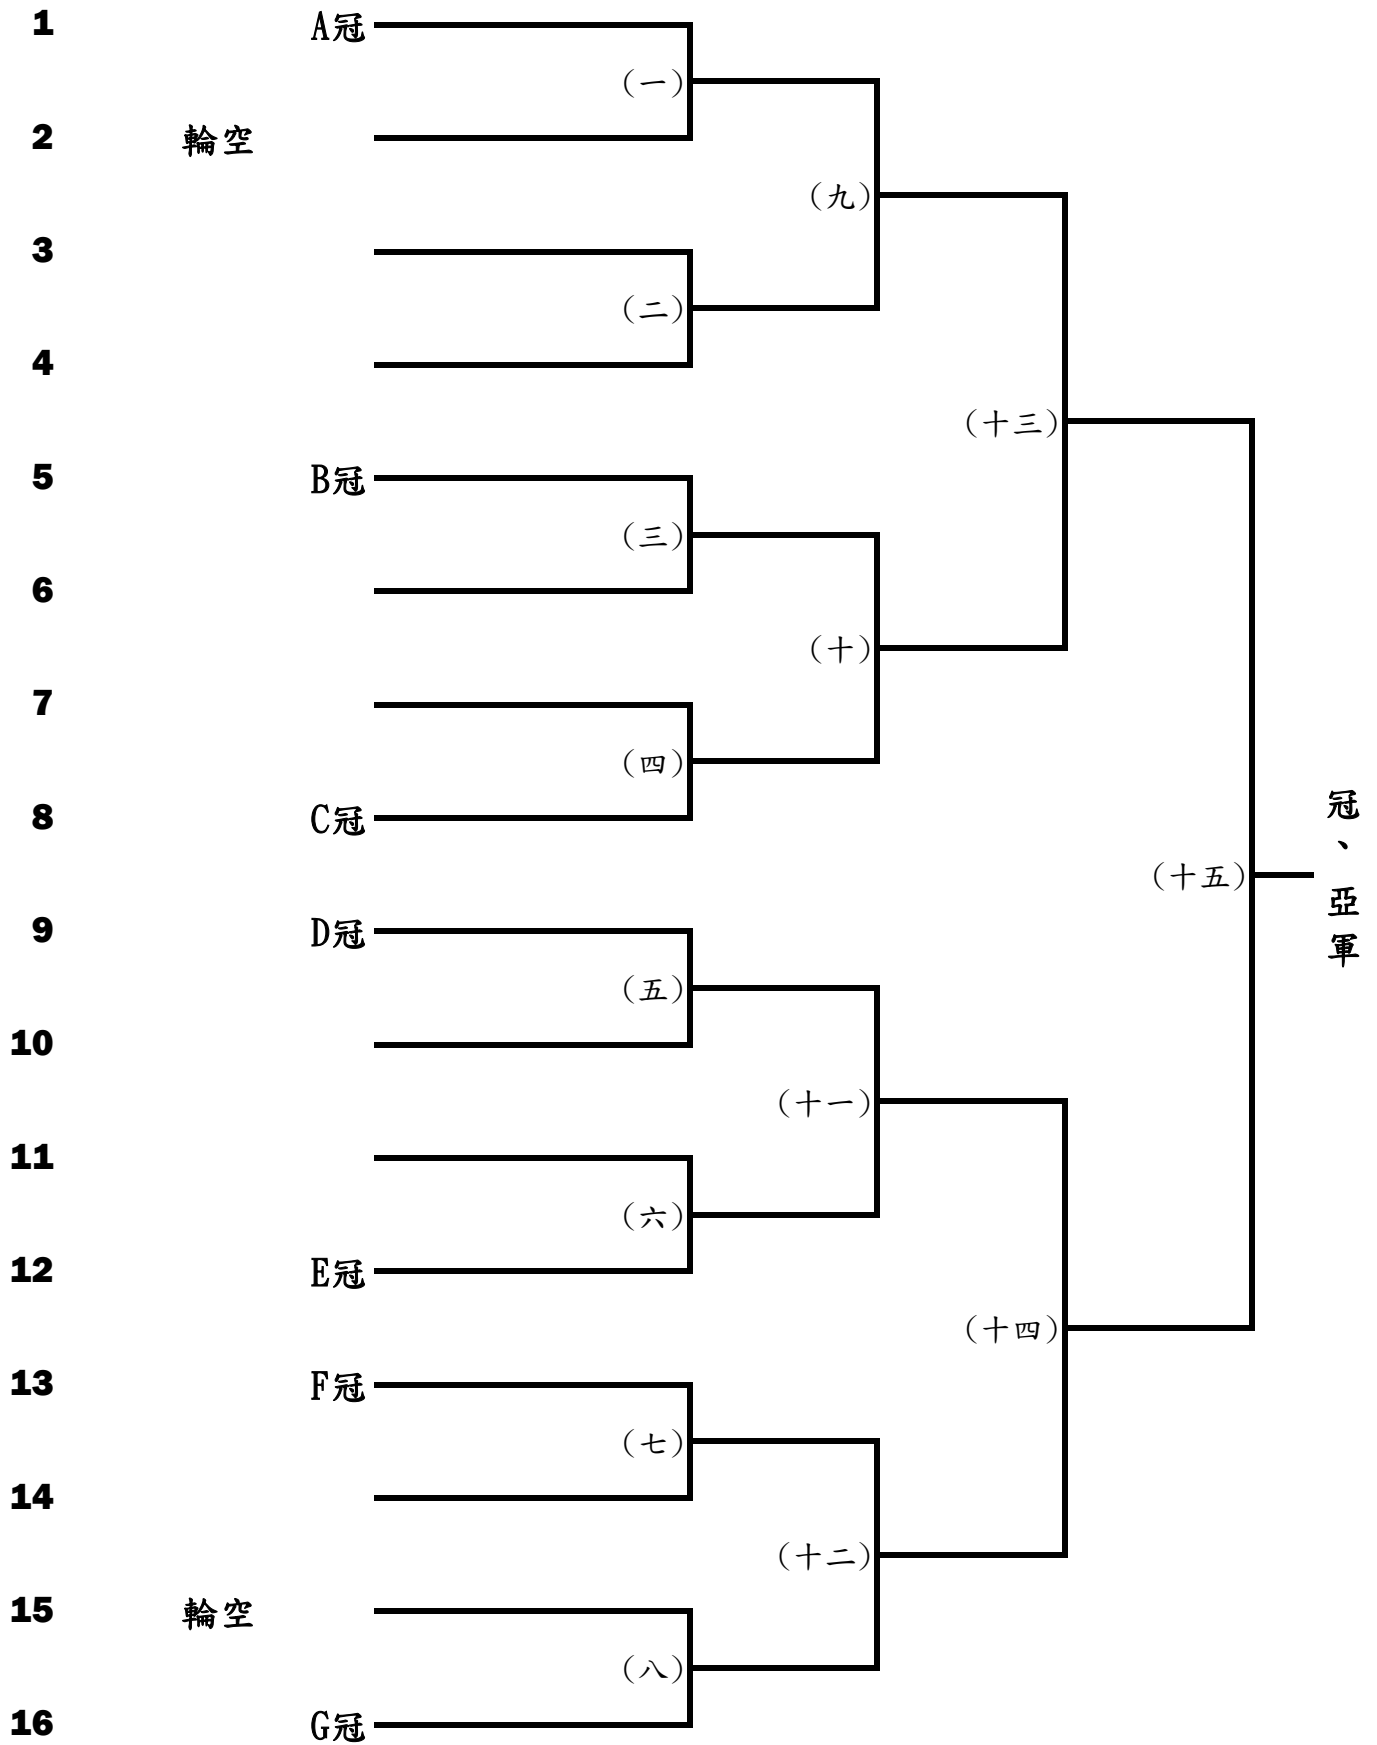 1 A冠
(一)
2 輪空
(九)
3
(二)
4
(十三)
5 B冠
(三)
6
(十)
7
(四)
8 C冠
冠、亞軍
(十五)
9 D冠
(五)
10
(十一)
11
(六)
12 E冠
(十四)
13 F冠
(七)
14
(十二)
15 輪空
(八)
16 G冠